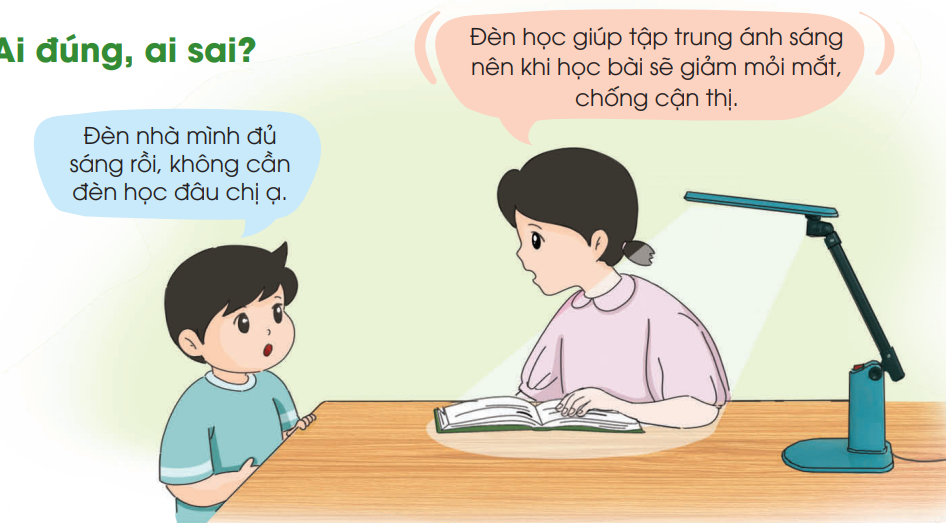 Ai đúng, ai sai?
Đèn học giúp tập trung ánh sáng
nên khi học bài sẽ giảm mỏi mắt,
chống cận thị.
Đèn nhà mình đủ
sáng rồi, không cần
đèn học đâu chị ạ.